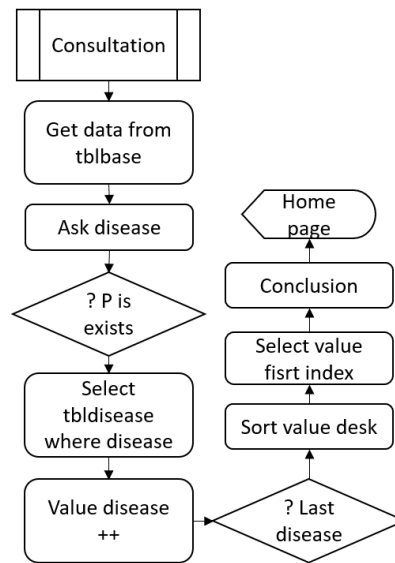 Consultation
Get data from
tblbase
Ask disease
? P is
exists
Select
tbldisease
where disease
Value disease
++
? Last
disease
Sort value desk
Select value
fisrt index
Conclusion
Home
page